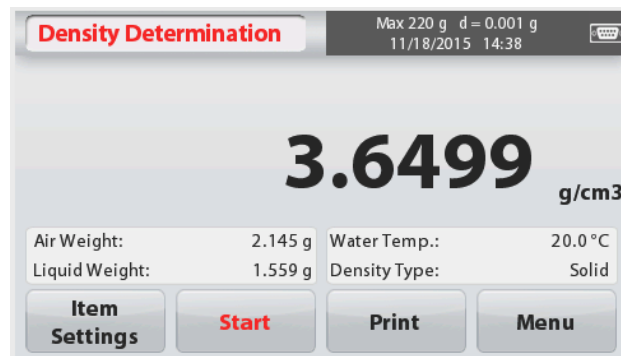 Density Determination
Max 220 g d = 0.001 g
11/18/2015 14:38
3.6499
g/cm3
Air Weight: 2.145 g Water Temp.: 20.0 °C
Liquid Weight: 1.559 g Density Type: Solid
Item
Settings
Start
Print
Menu